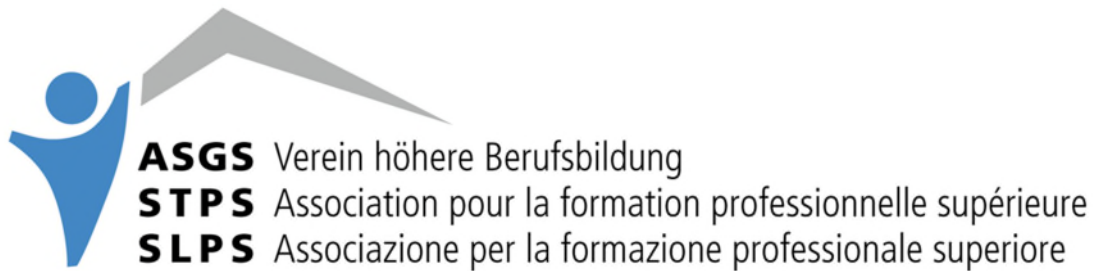 ASGS Verein höhere Berufsbildung
STPS Association pour la formation professionnelle supérieure
SLPS Associazione per la formazione professionale superiore